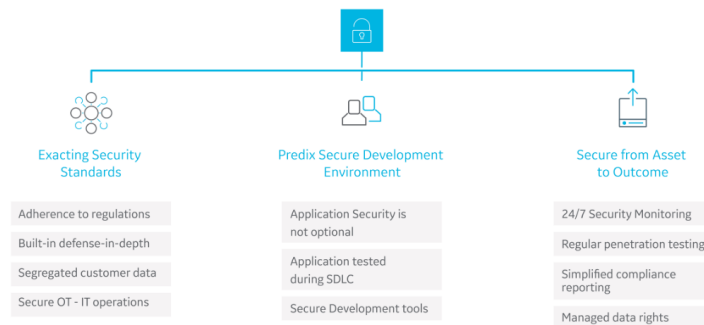 Exacting Security
Standards
Adherence to regulations
Built-in defense-in-depth
Segregated customer data
Secure OT - IT operations
Predix Secure Development
Environment
Application Security is
not optional
Application tested
during SDLC
Secure Development tools
Secure from Asset
to Outcome
24/7 Security Monitoring
Regular penetration testing
Simplified compliance
reporting
Managed data rights